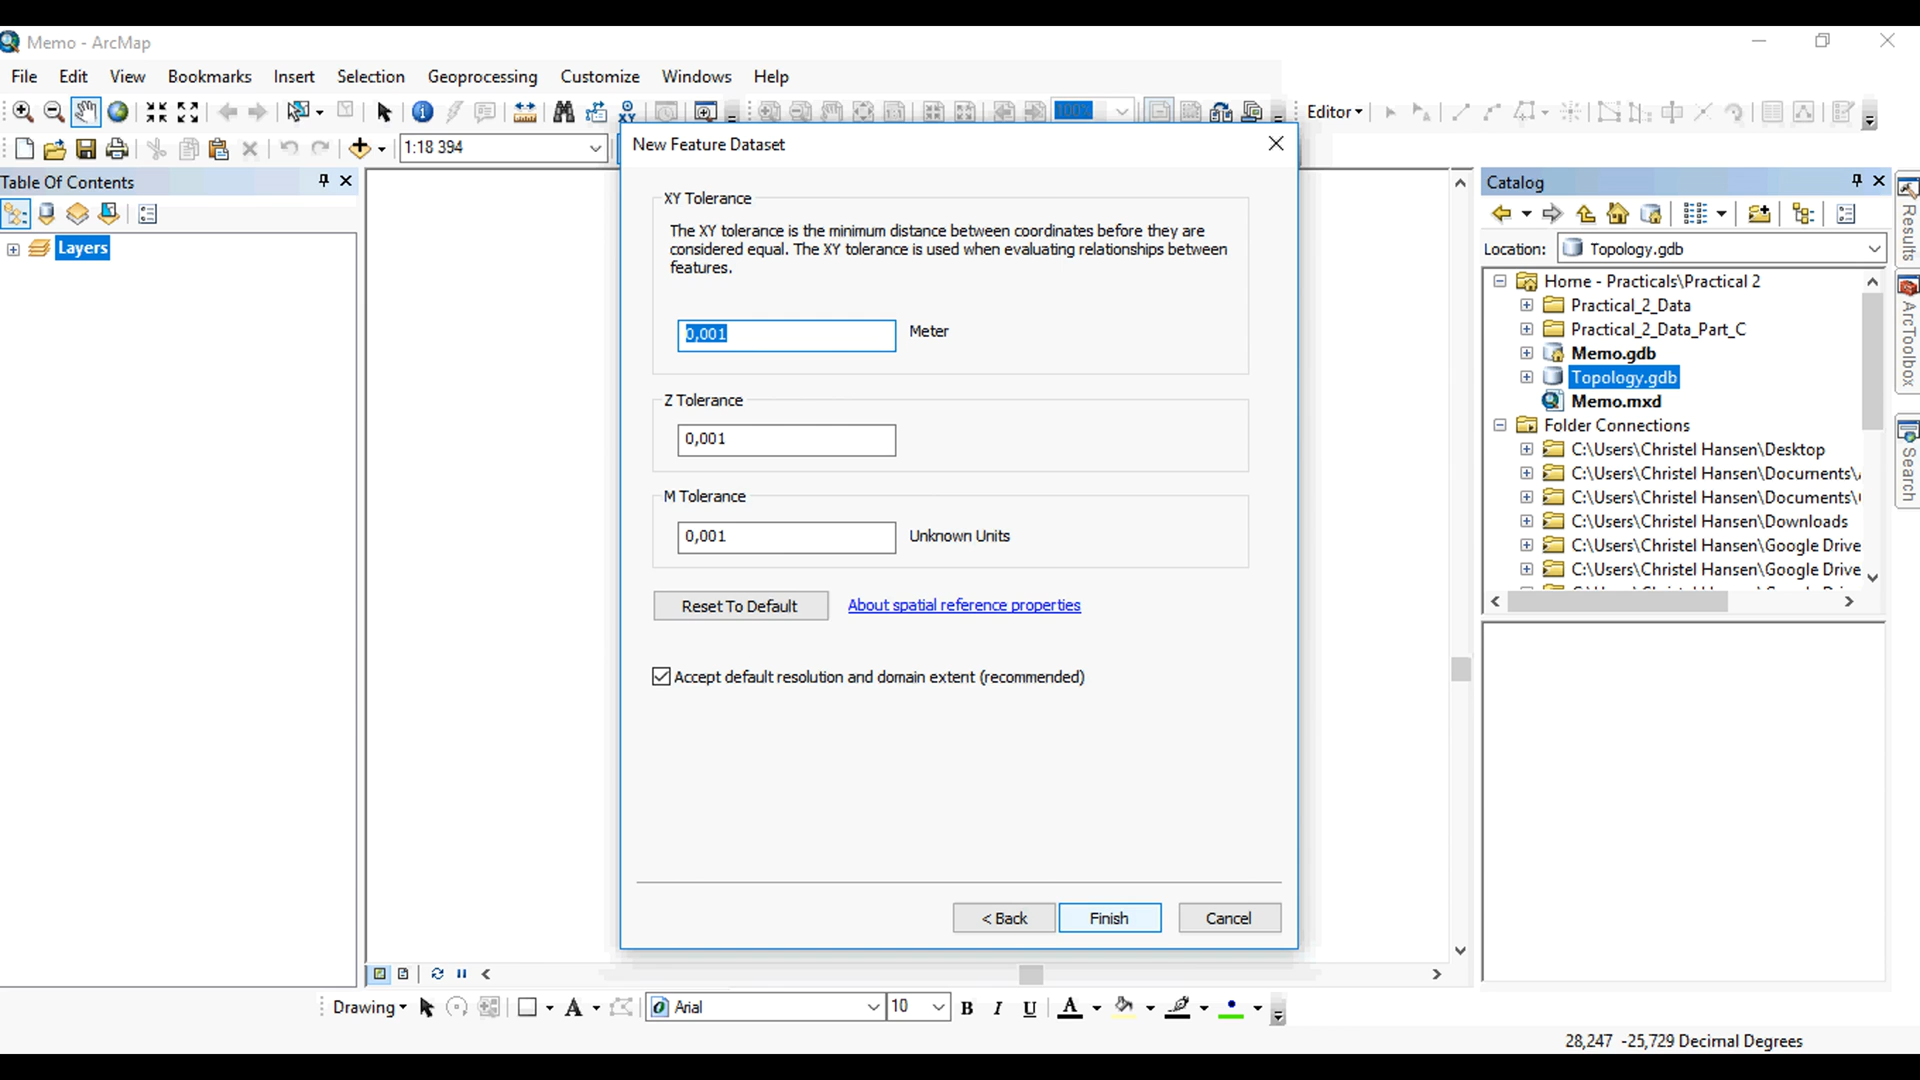 Memo - ArcMap
File Edit View Bookmarks Insert Selection Geoprocessing Customize Windows Help
100%
Editor
1:18 394
New Feature Dataset
Table Of Contents
Layers
XY Tolerance
The XY tolerance is the minimum distance between coordinates before they are
considered equal. The XY tolerance is used when evaluating relationships between
features.
0,001 Meter
Z Tolerance
0,001
M Tolerance
0,001 Unknown Units
Reset To Default About spatial reference properties
Accept default resolution and domain extent (recommended)
< Back Finish Cancel
Catalog
Location: Topology.gdb
Home - Practicals\Practical 2
Practical_2_Data
Practical_2_Data_Part_C
Memo.gdb
Topology.gdb
Memo.mxd
Folder Connections
C:\Users\Christel Hansen\Desktop
C:\Users\Christel Hansen\Documents\
C:\Users\Christel Hansen\Documents\
C:\Users\Christel Hansen\Downloads
C:\Users\Christel Hansen\Google Drive
C:\Users\Christel Hansen\Google Drive
Results
ArcToolbox
Search
Drawing A Arial 10 B I U A
28,247 -25,729 Decimal Degrees